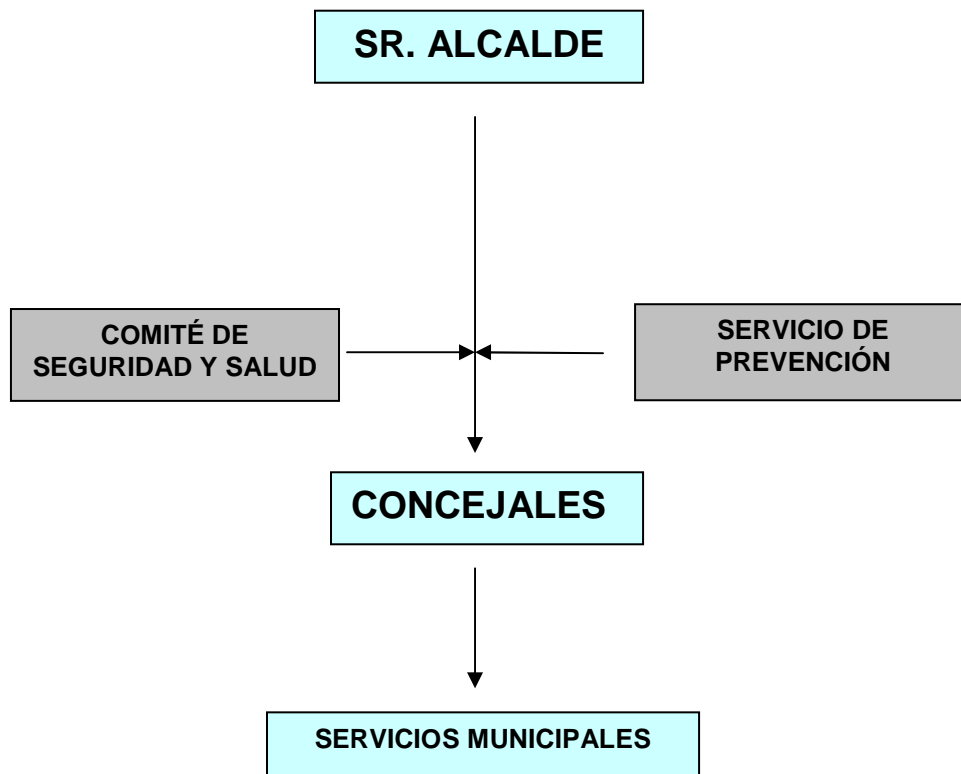 SR. ALCALDE
COMITÉ DE
SEGURIDAD Y SALUD
SERVICIO DE
PREVENCIÓN
CONCEJALES
SERVICIOS MUNICIPALES